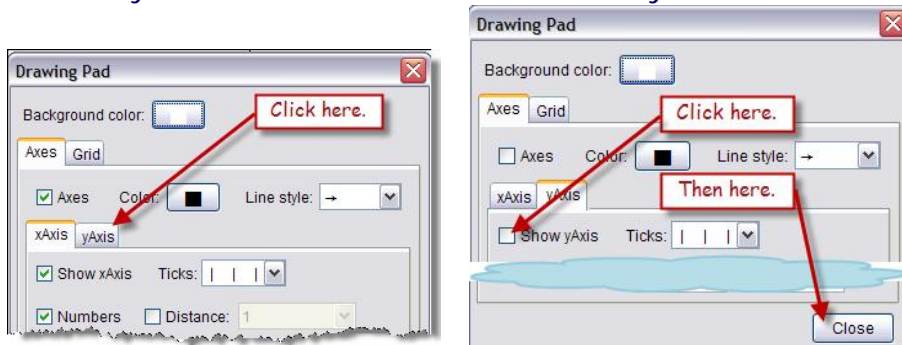 Drawing Pad
Background color:
Click here.
Axes Grid
Axes Color: Line style:
xAxis yAxis
Show xAxis Ticks:
Numbers Distance: 1
Drawing Pad
Background color:
Axes Grid
Click here.
Axes Color: Line style:
Then here.
xAxis yAxis
Show yAxis Ticks:
Close